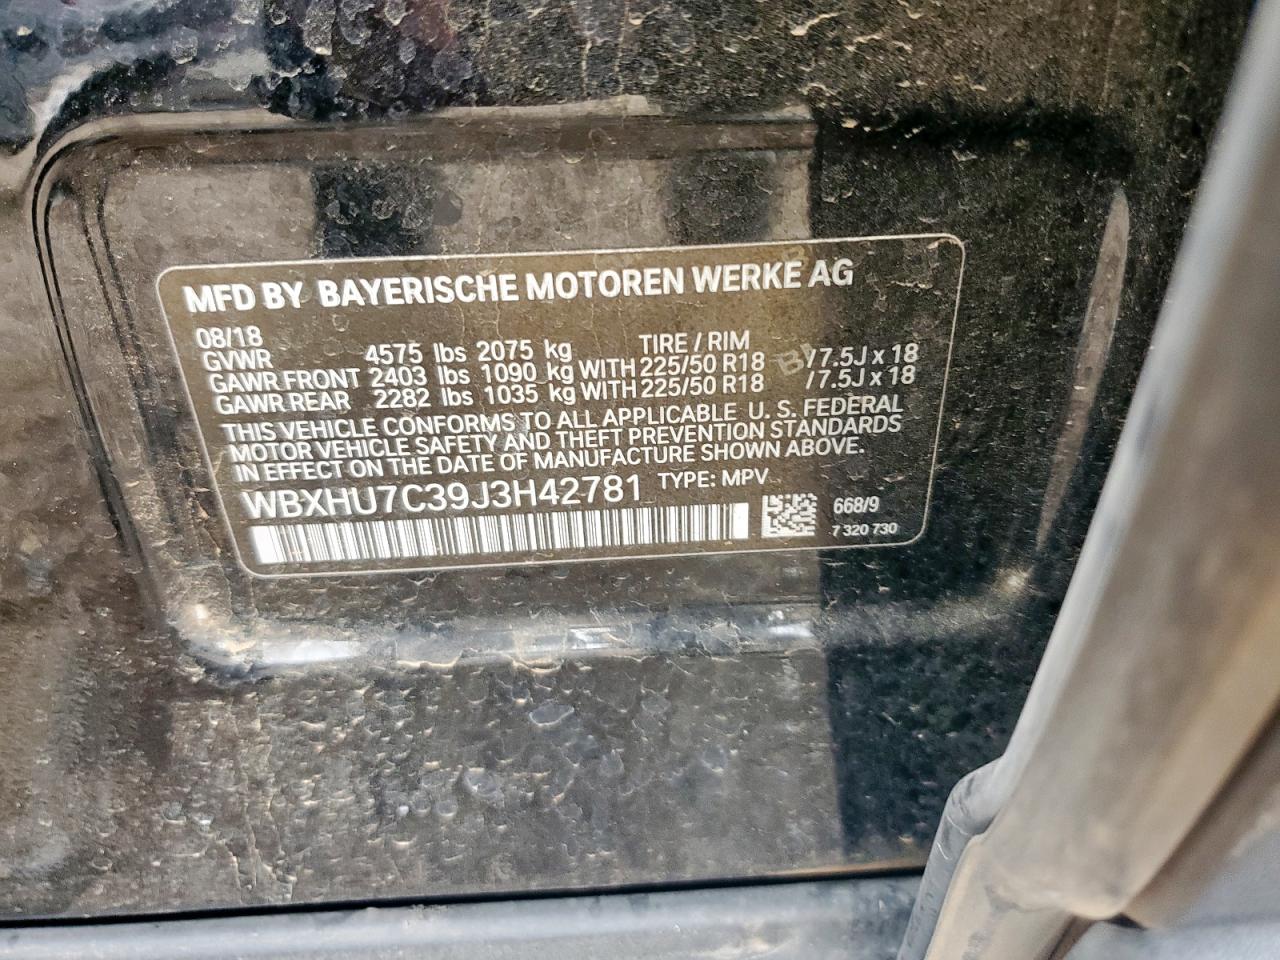 MFD BY BAYERISCHE MOTOREN WERKE AG
08/18 TIRE / RIM
GVWR 4575 lbs 2075 kg
GAWR FRONT 2403 lbs 1090 kg WITH 225/50 R18 / 7.5J x 18
GAWR REAR 2282 lbs 1035 kg WITH 225/50 R18 / 7.5J x 18
THIS VEHICLE CONFORMS TO ALL APPLICABLE U. S. FEDERAL
MOTOR VEHICLE SAFETY AND THEFT PREVENTION STANDARDS
IN EFFECT ON THE DATE OF MANUFACTURE SHOWN ABOVE.
WBXHU7C39J3H42781 TYPE: MPV
668/9
7 320 730